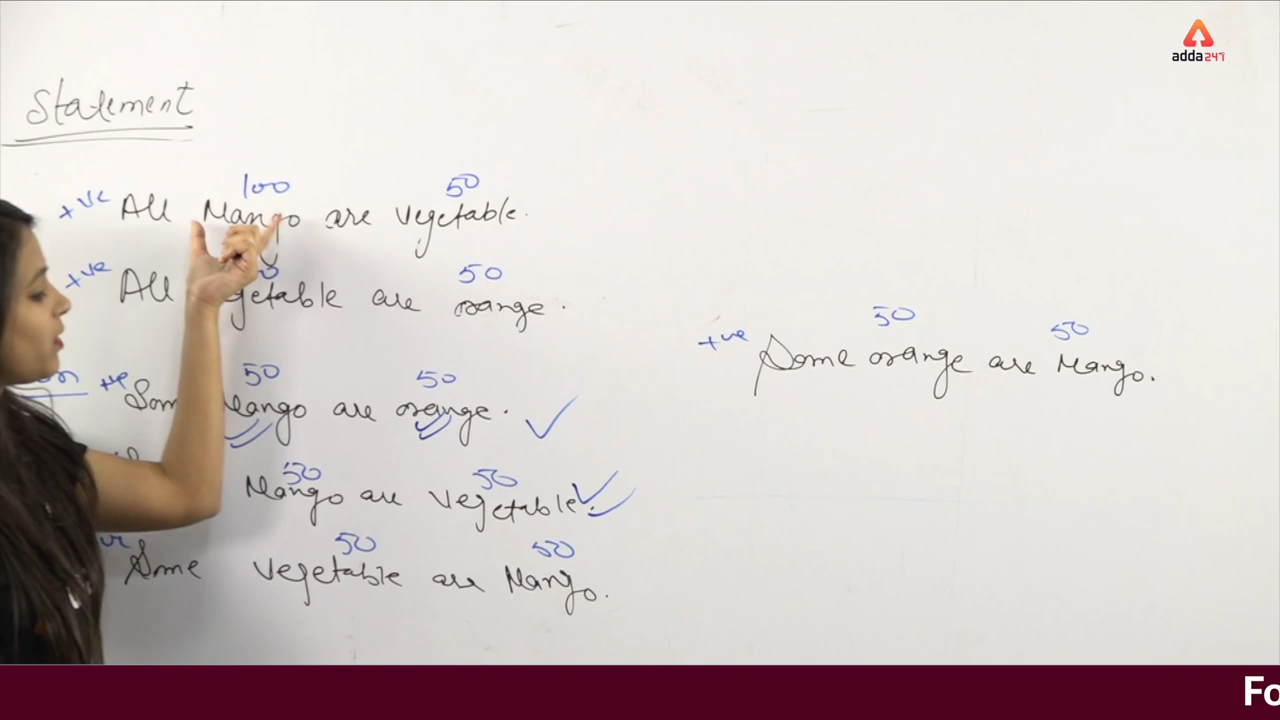 adda247
Statement
100 50
+ve All Mango are vegetable.
50
+ve All vegetable are orange.
50 50
+ve Some Mango are orange.
50 50
Mango are vegetable.
50 50
Some vegetable are Mango.
50 50
+ve Some orange are Mango.
Fo